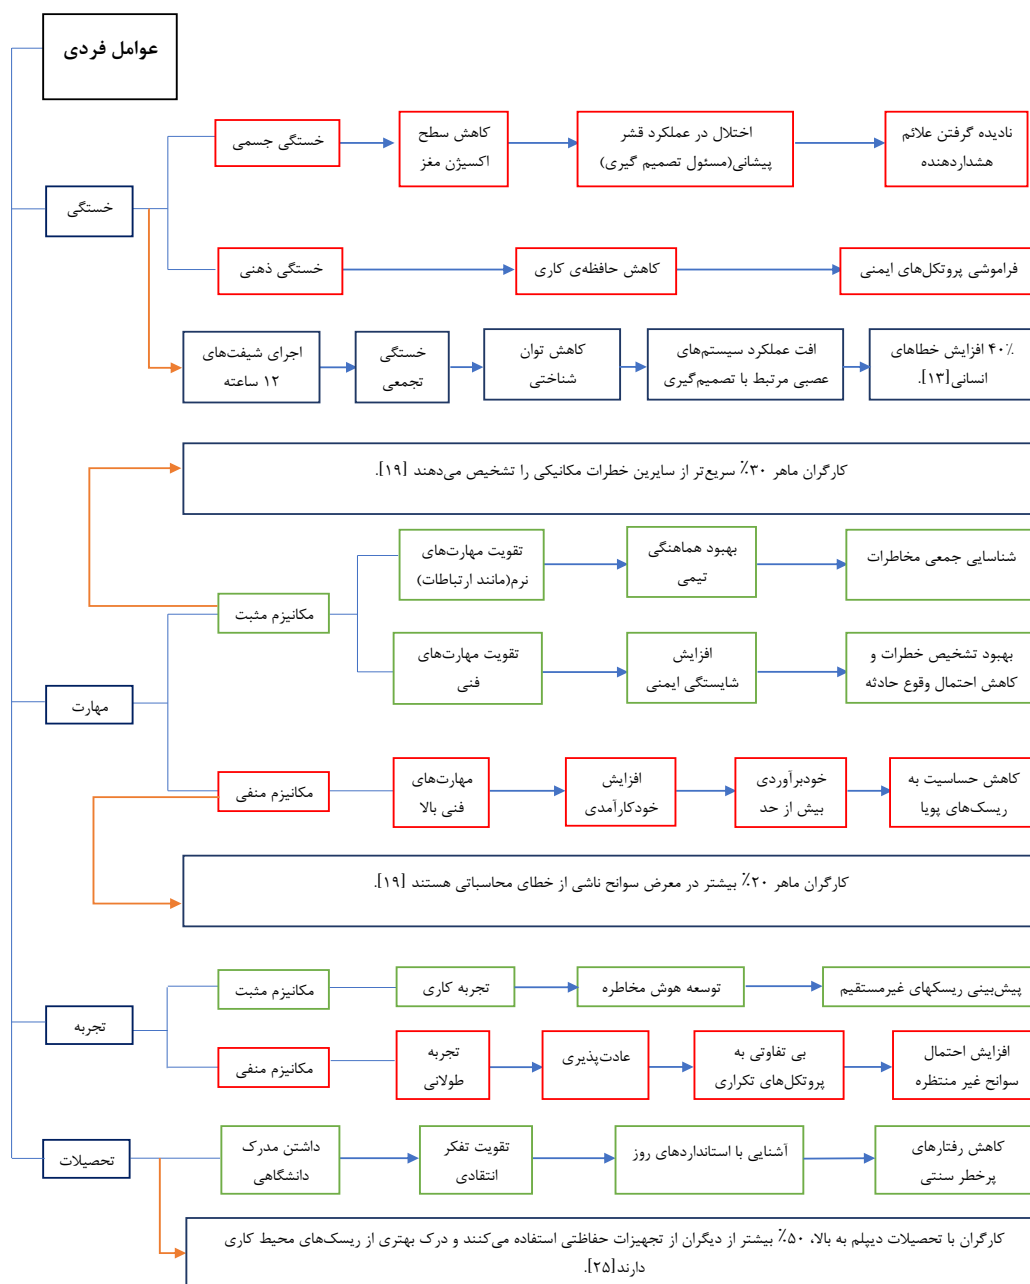 عوامل فردی
خستگی
خستگی جسمی
کاهش سطح
اکسیژن مغز
اختلال در عملکرد قشر
پیشانی(مسئول تصمیم گیری)
نادیده گرفتن علائم
هشداردهنده
خستگی ذهنی
کاهش حافظه‌ی کاری
فراموشی پروتکل‌های ایمنی
اجرای شیفت‌های
۱۲ ساعته
خستگی
تجمعی
کاهش توان
شناختی
افت عملکرد سیستم‌های
عصبی مرتبط با تصمیم‌گیری
۴۰٪ افزایش خطاهای
انسانی[۱۳].
کارگران ماهر ۳۰٪ سریع‌تر از سایرین خطرات مکانیکی را تشخیص می‌دهند [۱۹].
مهارت
مکانیزم مثبت
تقویت مهارت‌های
نرم(مانند ارتباطات)
بهبود هماهنگی
تیمی
شناسایی جمعی مخاطرات
تقویت مهارت‌های
فنی
افزایش
شایستگی ایمنی
بهبود تشخیص خطرات و
کاهش احتمال وقوع حادثه
مکانیزم منفی
مهارت‌های
فنی بالا
افزایش
خودکارآمدی
خودبرآوردی
بیش از حد
کاهش حساسیت به
ریسک‌های پویا
کارگران ماهر ۲۰٪ بیشتر در معرض سوانح ناشی از خطای محاسباتی هستند [۱۹].
تجربه
مکانیزم مثبت
تجربه کاری
توسعه هوش مخاطره
پیش‌بینی ریسکهای غیرمستقیم
مکانیزم منفی
تجربه
طولانی
عادت‌پذیری
بی تفاوتی به
پروتکل‌های تکراری
افزایش احتمال
سوانح غیر منتظره
تحصیلات
داشتن مدرک
دانشگاهی
تقویت تفکر
انتقادی
آشنایی با استانداردهای روز
کاهش رفتارهای
پرخطر سنتی
کارگران با تحصیلات دیپلم به بالا، ۵۰٪ بیشتر از دیگران از تجهیزات حفاظتی استفاده می‌کنند و درک بهتری از ریسک‌های محیط کاری
دارند[۲۵].